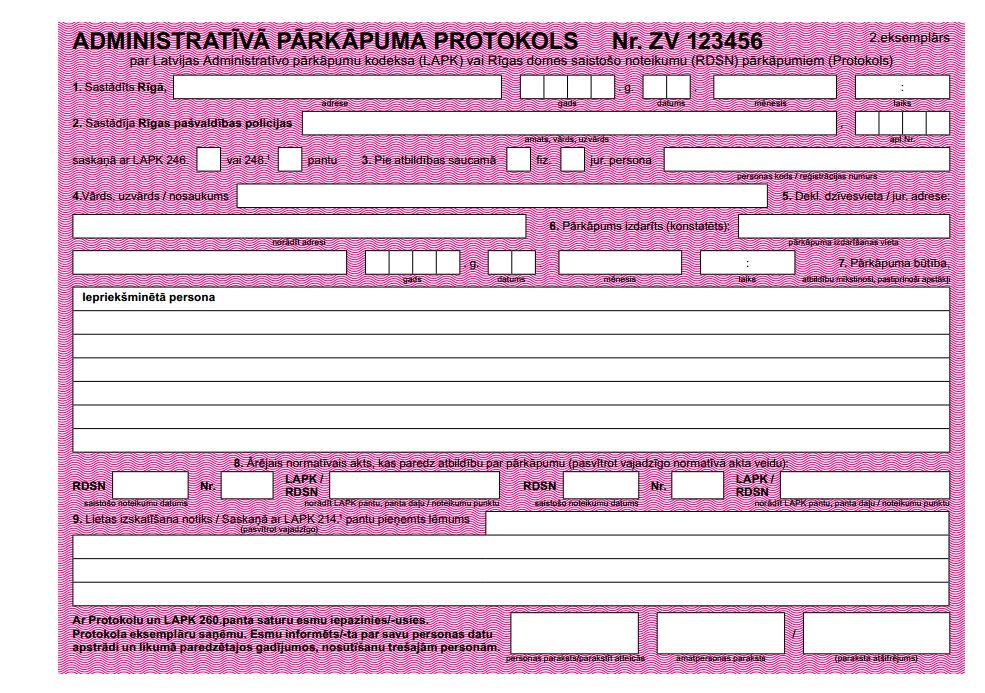 ADMINISTRATĪVĀ PĀRKĀPUMA PROTOKOLS Nr. ZV 123456 2.eksemplārs
par Latvijas Administratīvo pārkāpumu kodeksa (LAPK) vai Rīgas domes saistošo noteikumu (RDSN) pārkāpumiem (Protokols)
1. Sastādīts Rīgā, . g. . :
adrese gads datums mēnesis laiks
2. Sastādīja Rīgas pašvaldības policijas ,
amats, vārds, uzvārds apl.Nr.
saskaņā ar LAPK 246. vai 248.¹ pantu 3. Pie atbildības saucamā fiz. jur. persona
personas kods / reģistrācijas numurs
4.Vārds, uzvārds / nosaukums 5. Dekl. dzīvesvieta / jur. adrese:
6. Pārkāpums izdarīts (konstatēts):
norādīt adresi pārkāpuma izdarīšanas vieta
. g. . : 7. Pārkāpuma būtība,
gads datums mēnesis laiks atbildību mīkstinoši, pastiprinoši apstākļi
Iepriekšminētā persona
8. Ārējais normatīvais akts, kas paredz atbildību par pārkāpumu (pasvītrot vajadzīgo normatīvā akta veidu):
RDSN Nr. LAPK / RDSN RDSN Nr. LAPK / RDSN
saistošo noteikumu datums norādīt LAPK pantu, panta daļu / noteikumu punktu saistošo noteikumu datums norādīt LAPK pantu, panta daļu / noteikumu punktu
9. Lietas izskatīšana notiks / Saskaņā ar LAPK 214.¹ pantu pieņemts lēmums
(pasvītrot vajadzīgo)
Ar Protokolu un LAPK 260.panta saturu esmu iepazinies/-usies.
Protokola eksemplāru saņēmu. Esmu informēts/-ta par savu personas datu /
apstrādi un likumā paredzētajos gadījumos, nosūtīšanu trešajām personām.
personas paraksts/parakstīt atteicās amatpersonas paraksts (paraksta atšifrējums)